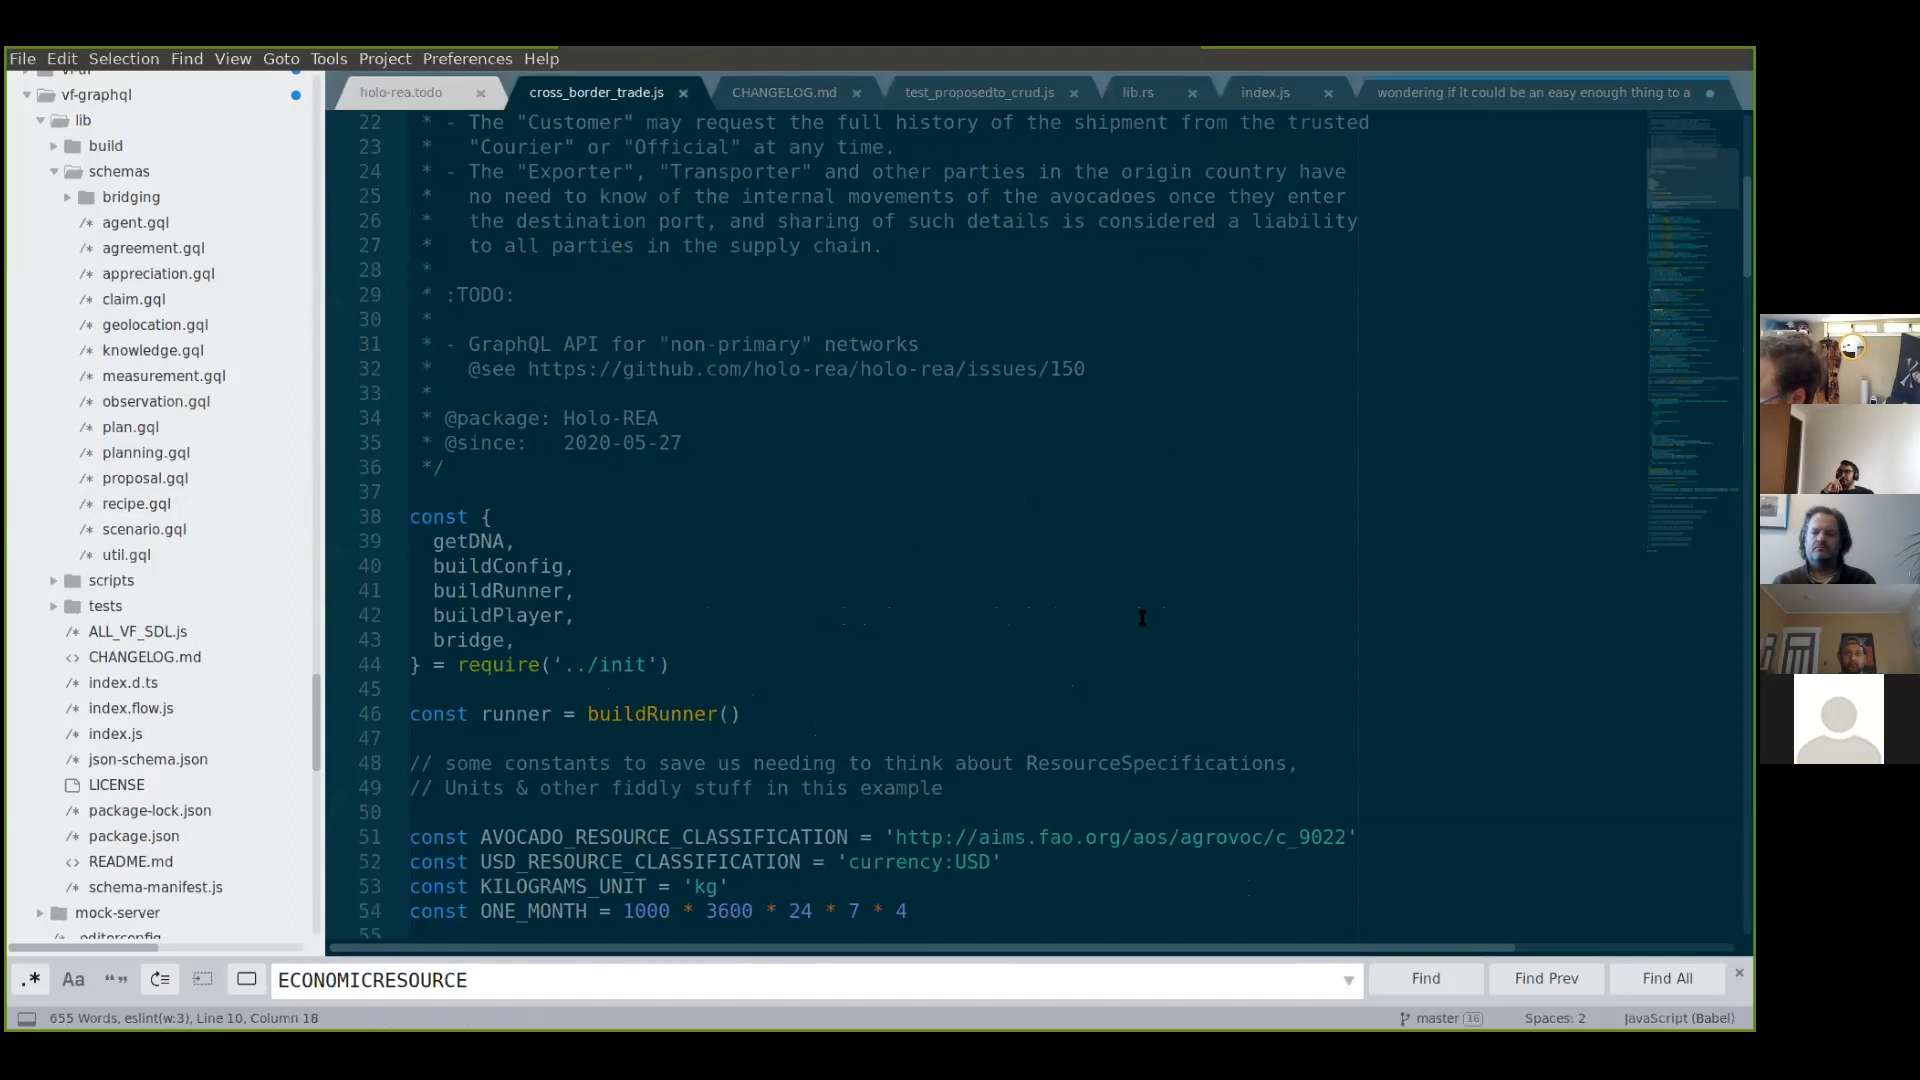 File Edit Selection Find View Goto Tools Project Preferences Help
vf-graphql
lib
build
schemas
bridging
/* agent.gql
/* agreement.gql
/* appreciation.gql
/* claim.gql
/* geolocation.gql
/* knowledge.gql
/* measurement.gql
/* observation.gql
/* plan.gql
/* planning.gql
/* proposal.gql
/* recipe.gql
/* scenario.gql
/* util.gql
scripts
tests
/* ALL_VF_SDL.js
<> CHANGELOG.md
/* index.d.ts
/* index.flow.js
/* index.js
/* json-schema.json
LICENSE
/* package-lock.json
/* package.json
<> README.md
/* schema-manifest.js
mock-server
/* .editorconfig
holo-rea.todo × cross_border_trade.js × CHANGELOG.md × test_proposedto_crud.js × lib.rs × index.js × wondering if it could be an easy enough thing to a
22 * - The "Customer" may request the full history of the shipment from the trusted
23 * "Courier" or "Official" at any time.
24 * - The "Exporter", "Transporter" and other parties in the origin country have
25 * no need to know of the internal movements of the avocadoes once they enter
26 * the destination port, and sharing of such details is considered a liability
27 * to all parties in the supply chain.
28 *
29 * :TODO:
30 *
31 * - GraphQL API for "non-primary" networks
32 * @see https://github.com/holo-rea/holo-rea/issues/150
33 *
34 * @package: Holo-REA
35 * @since: 2020-05-27
36 */
37
38 const {
39 getDNA,
40 buildConfig,
41 buildRunner,
42 buildPlayer,
43 bridge,
44 } = require('../init')
45
46 const runner = buildRunner()
47
48 // some constants to save us needing to think about ResourceSpecifications,
49 // Units & other fiddly stuff in this example
50
51 const AVOCADO_RESOURCE_CLASSIFICATION = 'http://aims.fao.org/aos/agrovoc/c_9022'
52 const USD_RESOURCE_CLASSIFICATION = 'currency:USD'
53 const KILOGRAMS_UNIT = 'kg'
54 const ONE_MONTH = 1000 * 3600 * 24 * 7 * 4
55
.* Aa “” ECONOMICRESOURCE Find Find Prev Find All ×
655 Words, eslint(w:3), Line 10, Column 18 master 16 Spaces: 2 JavaScript (Babel)